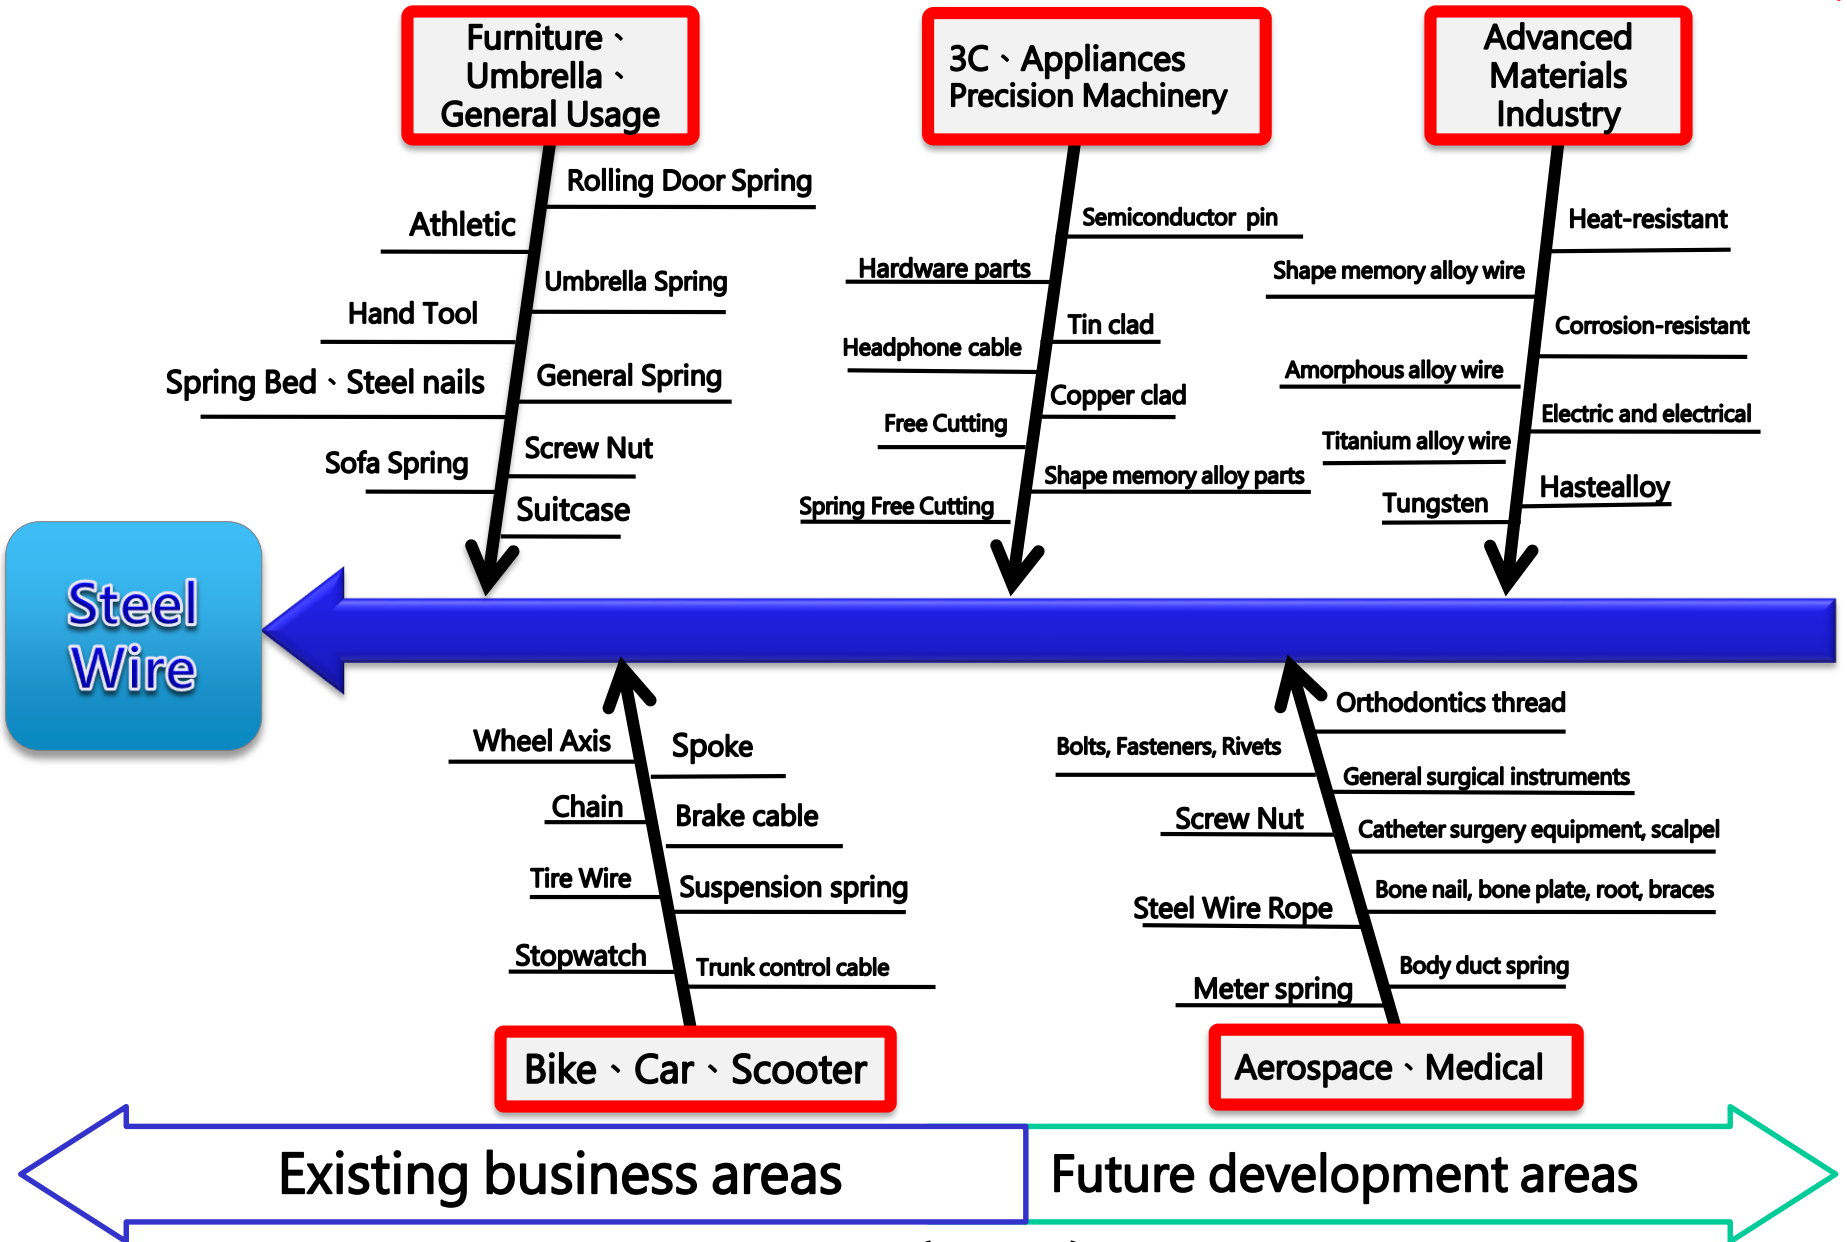 Furniture、
Umbrella、
General Usage
3C、Appliances
Precision Machinery
Advanced
Materials
Industry
Rolling Door Spring
Athletic
Umbrella Spring
Hand Tool
General Spring
Spring Bed、Steel nails
Screw Nut
Sofa Spring
Suitcase
Semiconductor pin
Hardware parts
Tin clad
Headphone cable
Copper clad
Free Cutting
Shape memory alloy parts
Spring Free Cutting
Heat-resistant
Shape memory alloy wire
Corrosion-resistant
Amorphous alloy wire
Electric and electrical
Titanium alloy wire
Hastealloy
Tungsten
Steel
Wire
Wheel Axis
Spoke
Chain
Brake cable
Tire Wire
Suspension spring
Stopwatch
Trunk control cable
Bike、Car、Scooter
Orthodontics thread
Bolts, Fasteners, Rivets
General surgical instruments
Screw Nut
Catheter surgery equipment, scalpel
Bone nail, bone plate, root, braces
Steel Wire Rope
Body duct spring
Meter spring
Aerospace、Medical
Existing business areas
Future development areas